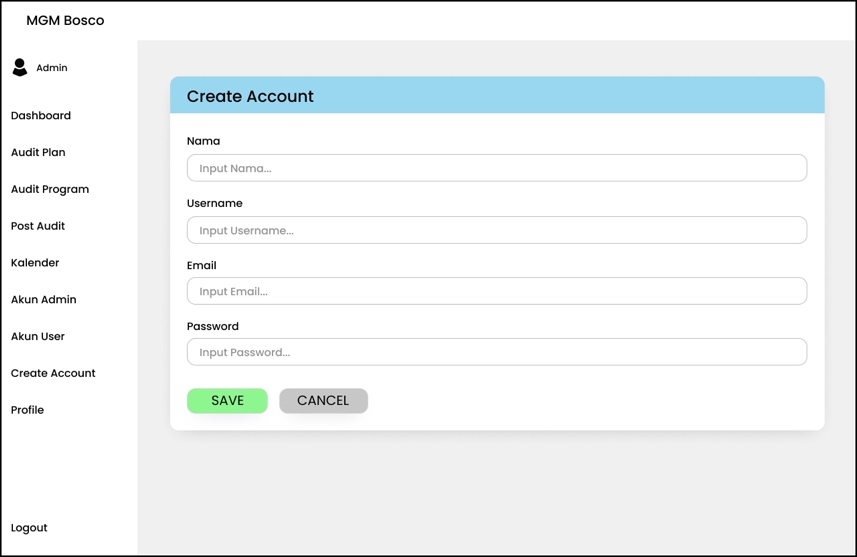 MGM Bosco
Admin
Dashboard
Audit Plan
Audit Program
Post Audit
Kalender
Akun Admin
Akun User
Create Account
Profile
Logout
Create Account
Nama
Input Nama...
Username
Input Username...
Email
Input Email...
Password
Input Password...
SAVE
CANCEL